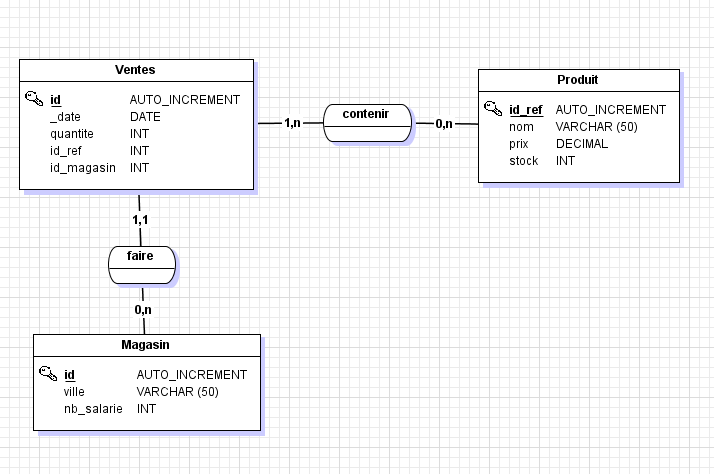 Ventes
id AUTO_INCREMENT
_date DATE
quantite INT
id_ref INT
id_magasin INT
1,n
contenir
0,n
Produit
id_ref AUTO_INCREMENT
nom VARCHAR (50)
prix DECIMAL
stock INT
1,1
faire
0,n
Magasin
id AUTO_INCREMENT
ville VARCHAR (50)
nb_salarie INT